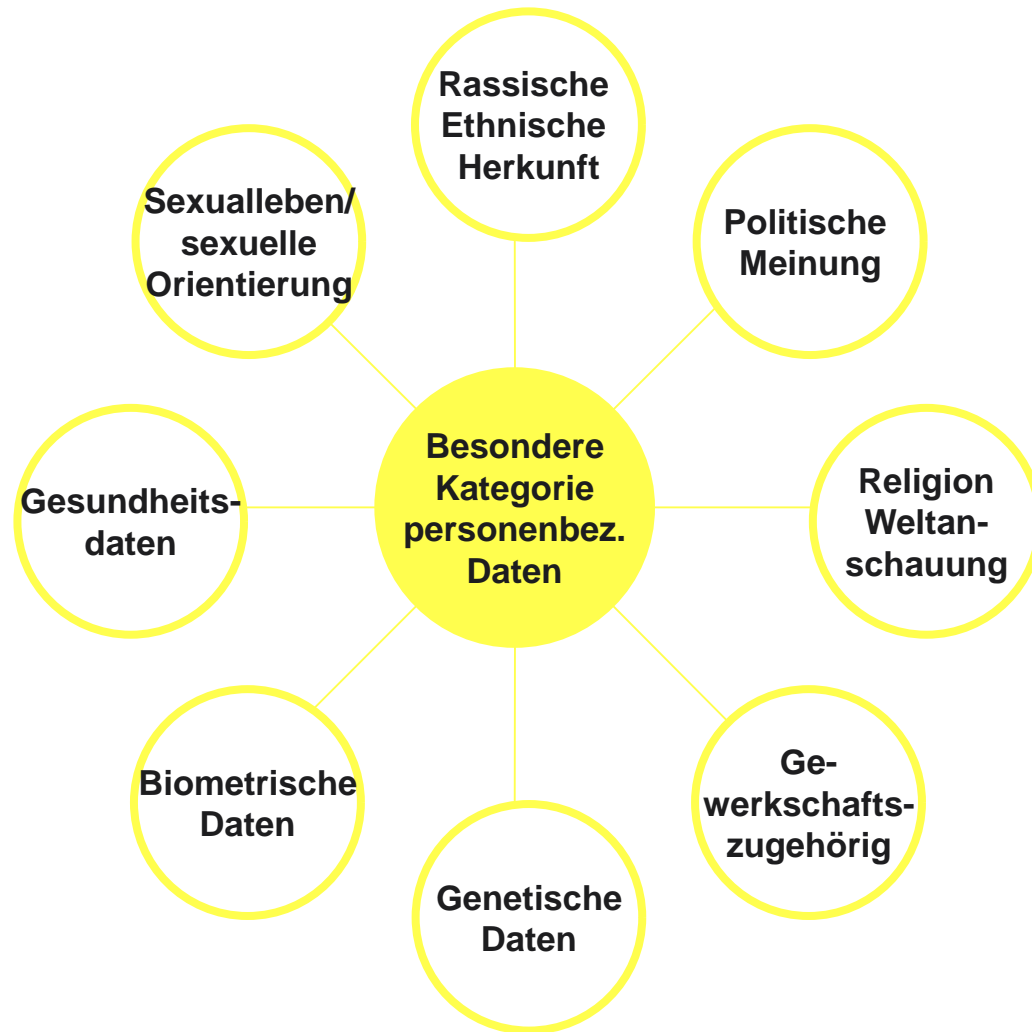 Rassische
Ethnische
Herkunft
Politische
Meinung
Religion
Weltan-
schauung
Ge-
werkschafts-
zugehörig
Genetische
Daten
Biometrische
Daten
Gesundheits-
daten
Sexualleben/
sexuelle
Orientierung
Besondere
Kategorie
personenbez.
Daten